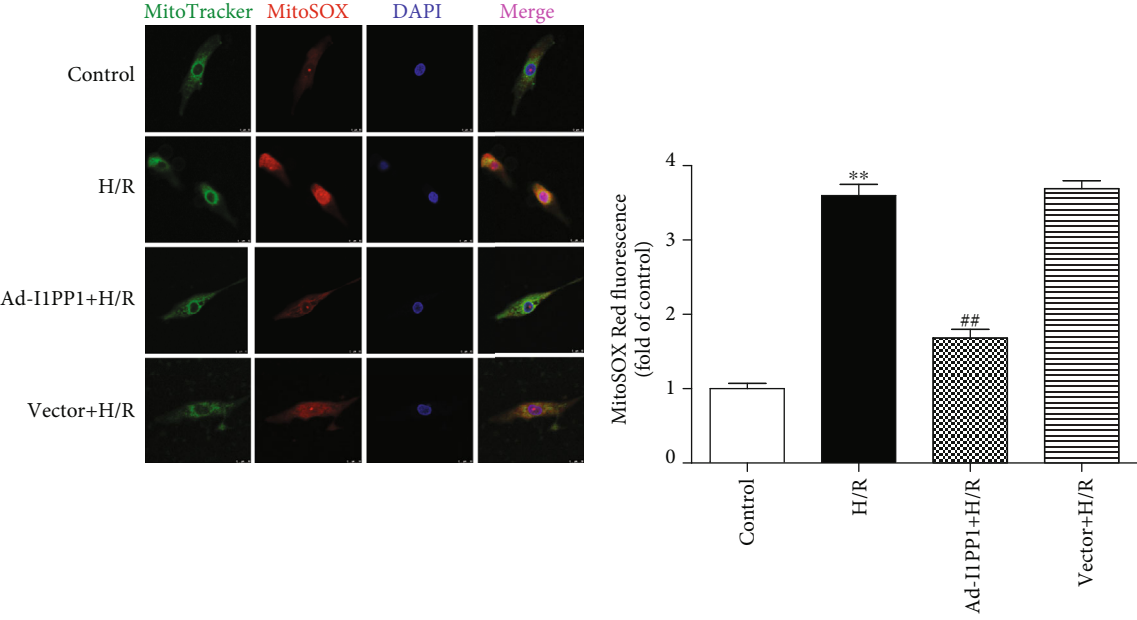 MitoTracker MitoSOX DAPI Merge
Control
H/R
Ad-I1PP1+H/R
Vector+H/R
MitoSOX Red fluorescence
(fold of control)
4
3
2
1
0
**
##
Control
H/R
Ad-I1PP1+H/R
Vector+H/R